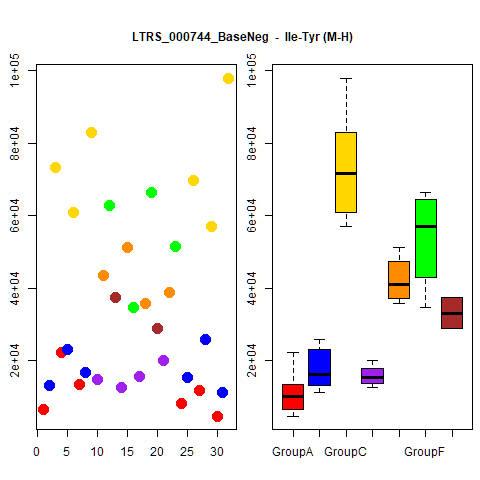 LTRS_000744_BaseNeg - Ile-Tyr (M-H)
1e+05
8e+04
6e+04
4e+04
2e+04
0 5 10 15 20 25 30
1e+05
8e+04
6e+04
4e+04
2e+04
GroupA GroupC GroupF